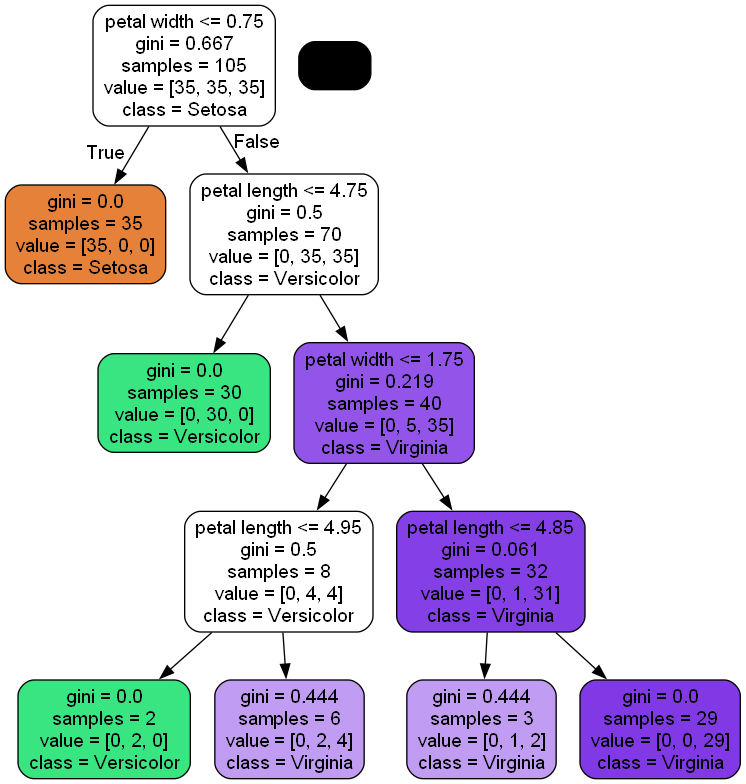 petal width <= 0.75
gini = 0.667
samples = 105
value = [35, 35, 35]
class = Setosa
True
False
gini = 0.0
samples = 35
value = [35, 0, 0]
class = Setosa
petal length <= 4.75
gini = 0.5
samples = 70
value = [0, 35, 35]
class = Versicolor
gini = 0.0
samples = 30
value = [0, 30, 0]
class = Versicolor
petal width <= 1.75
gini = 0.219
samples = 40
value = [0, 5, 35]
class = Virginia
petal length <= 4.95
gini = 0.5
samples = 8
value = [0, 4, 4]
class = Versicolor
petal length <= 4.85
gini = 0.061
samples = 32
value = [0, 1, 31]
class = Virginia
gini = 0.0
samples = 2
value = [0, 2, 0]
class = Versicolor
gini = 0.444
samples = 6
value = [0, 2, 4]
class = Virginia
gini = 0.444
samples = 3
value = [0, 1, 2]
class = Virginia
gini = 0.0
samples = 29
value = [0, 0, 29]
class = Virginia